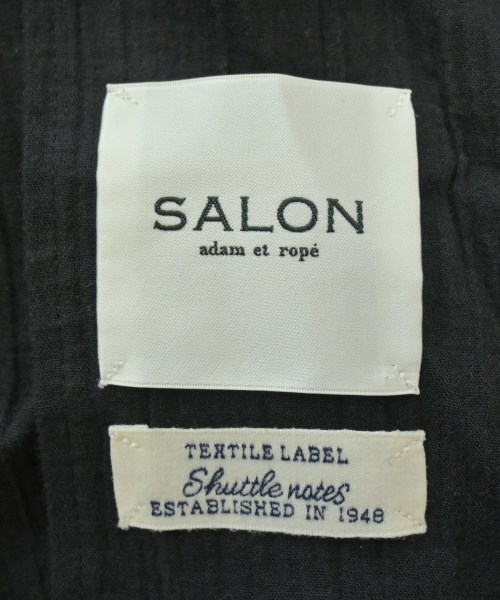 SALON
adam et ropé
TEXTILE LABEL
Shuttle notes
ESTABLISHED IN 1948